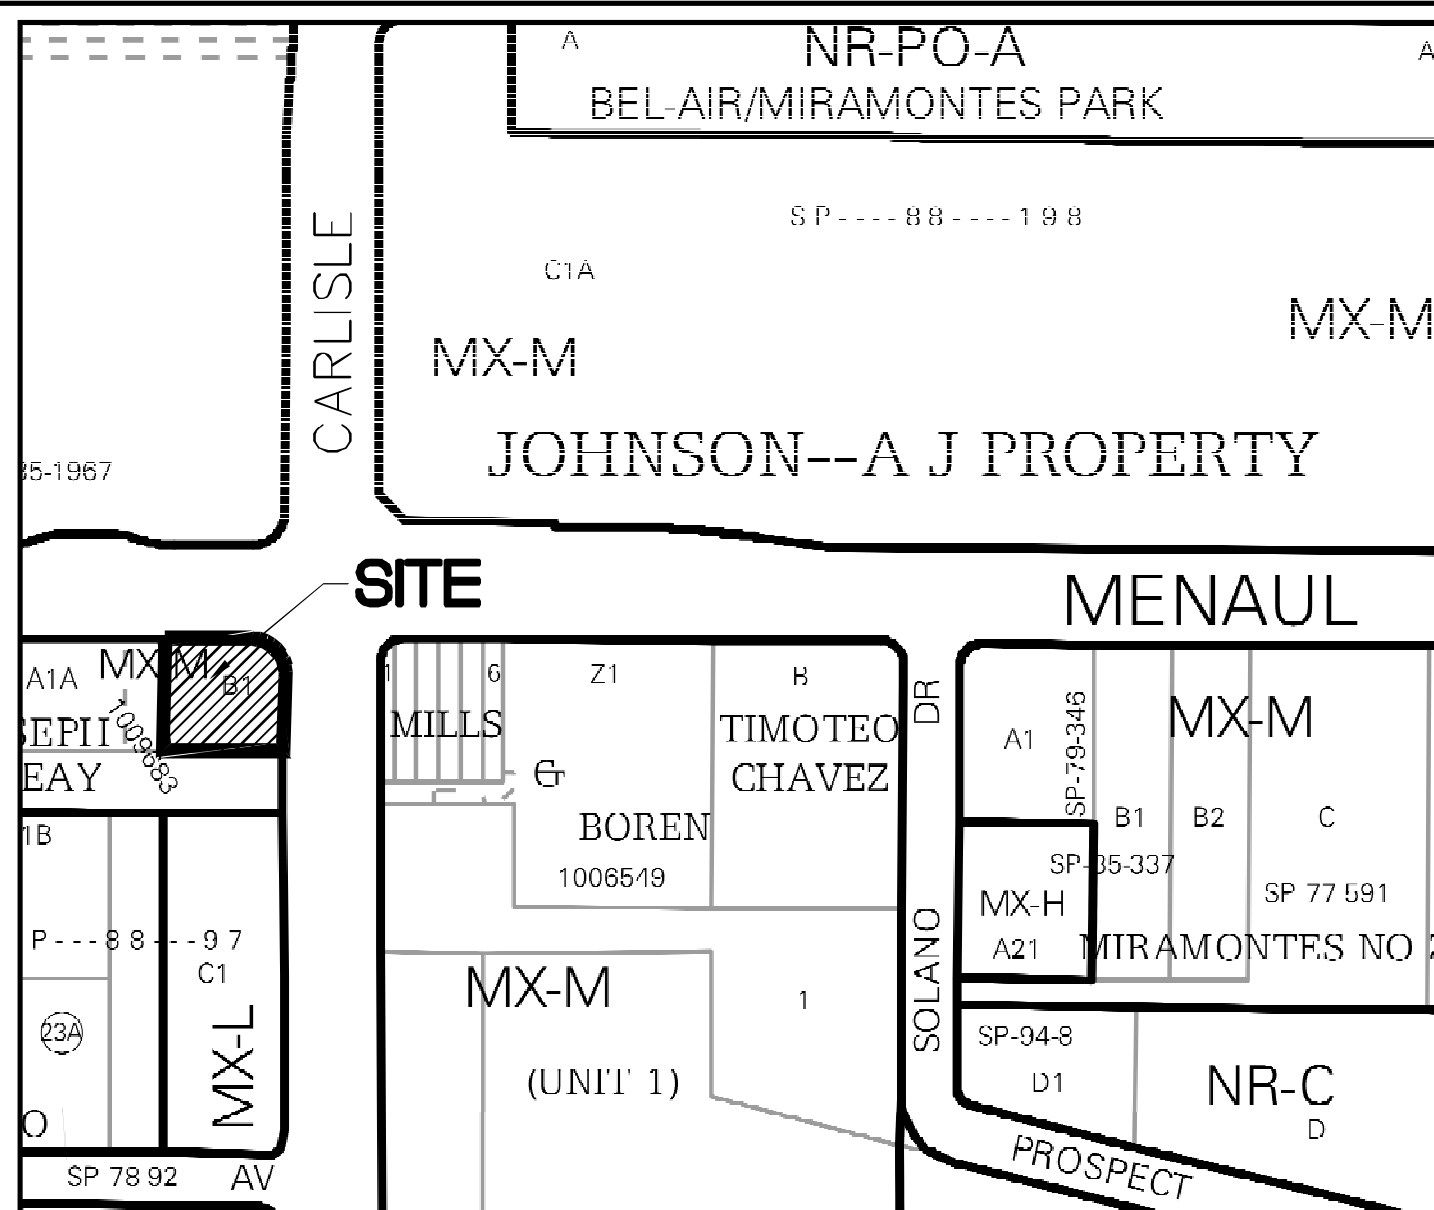 A
NR-PO-A
A
BEL-AIR/MIRAMONTES PARK
SP----88----198
C1A
CARLISLE
MX-M
MX-M
JOHNSON--A J PROPERTY
35-1967
SITE
MENAUL
A1A
MX-M
B1
1
6
Z1
B
DR
MILLS
TIMOTEO
CHAVEZ
A1
SP-79-346
MX-M
1009683
EAY
BOREN
1006549
1B
B1
B2
C
SP-85-337
SP 77 591
MX-H
A21
MIRAMONTES NO
P---88---97
C1
MX-M
1
SOLANO
23A
MX-L
(UNIT 1)
SP-94-8
D1
NR-C
D
O
SP 78 92
AV
PROSPECT